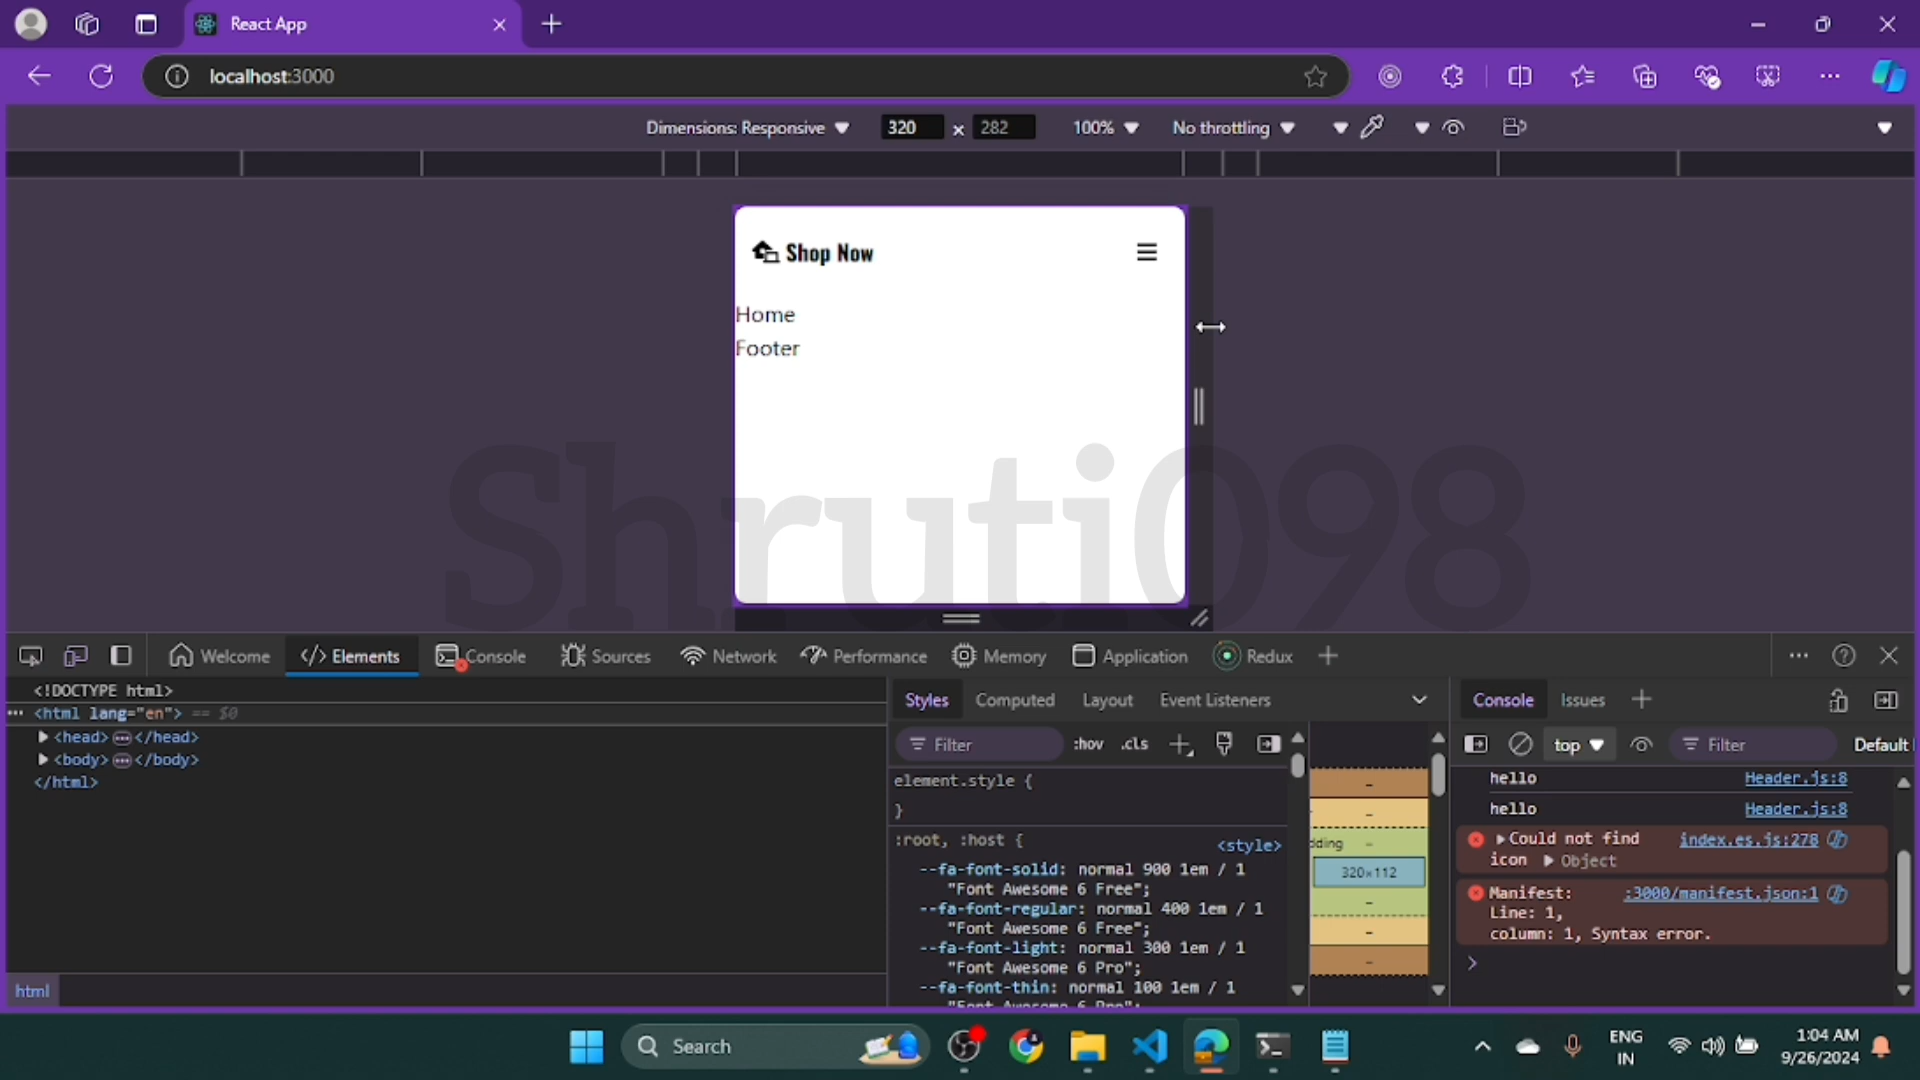 React App
localhost:3000
Dimensions: Responsive 320 x 282 100% No throttling
Shop Now
Home
Footer
Shruti098
Welcome </> Elements Console Sources Network Performance Memory Application Redux
<!DOCTYPE html>
<html lang="en"> == $0
<head> </head>
<body> </body>
</html>
html
Styles Computed Layout Event Listeners
Filter :hov .cls
element.style {
}
:root, :host { <style>
--fa-font-solid: normal 900 1em / 1
"Font Awesome 6 Free";
--fa-font-regular: normal 400 1em / 1
"Font Awesome 6 Free";
--fa-font-light: normal 300 1em / 1
"Font Awesome 6 Pro";
--fa-font-thin: normal 100 1em / 1
dding
320×112
Console Issues
top Filter Default
hello Header.js:8
hello Header.js:8
Could not find index.es.js:278
icon Object
Manifest: :3000/manifest.json:1
Line: 1,
column: 1, Syntax error.
Search
ENG
IN
1:04 AM
9/26/2024